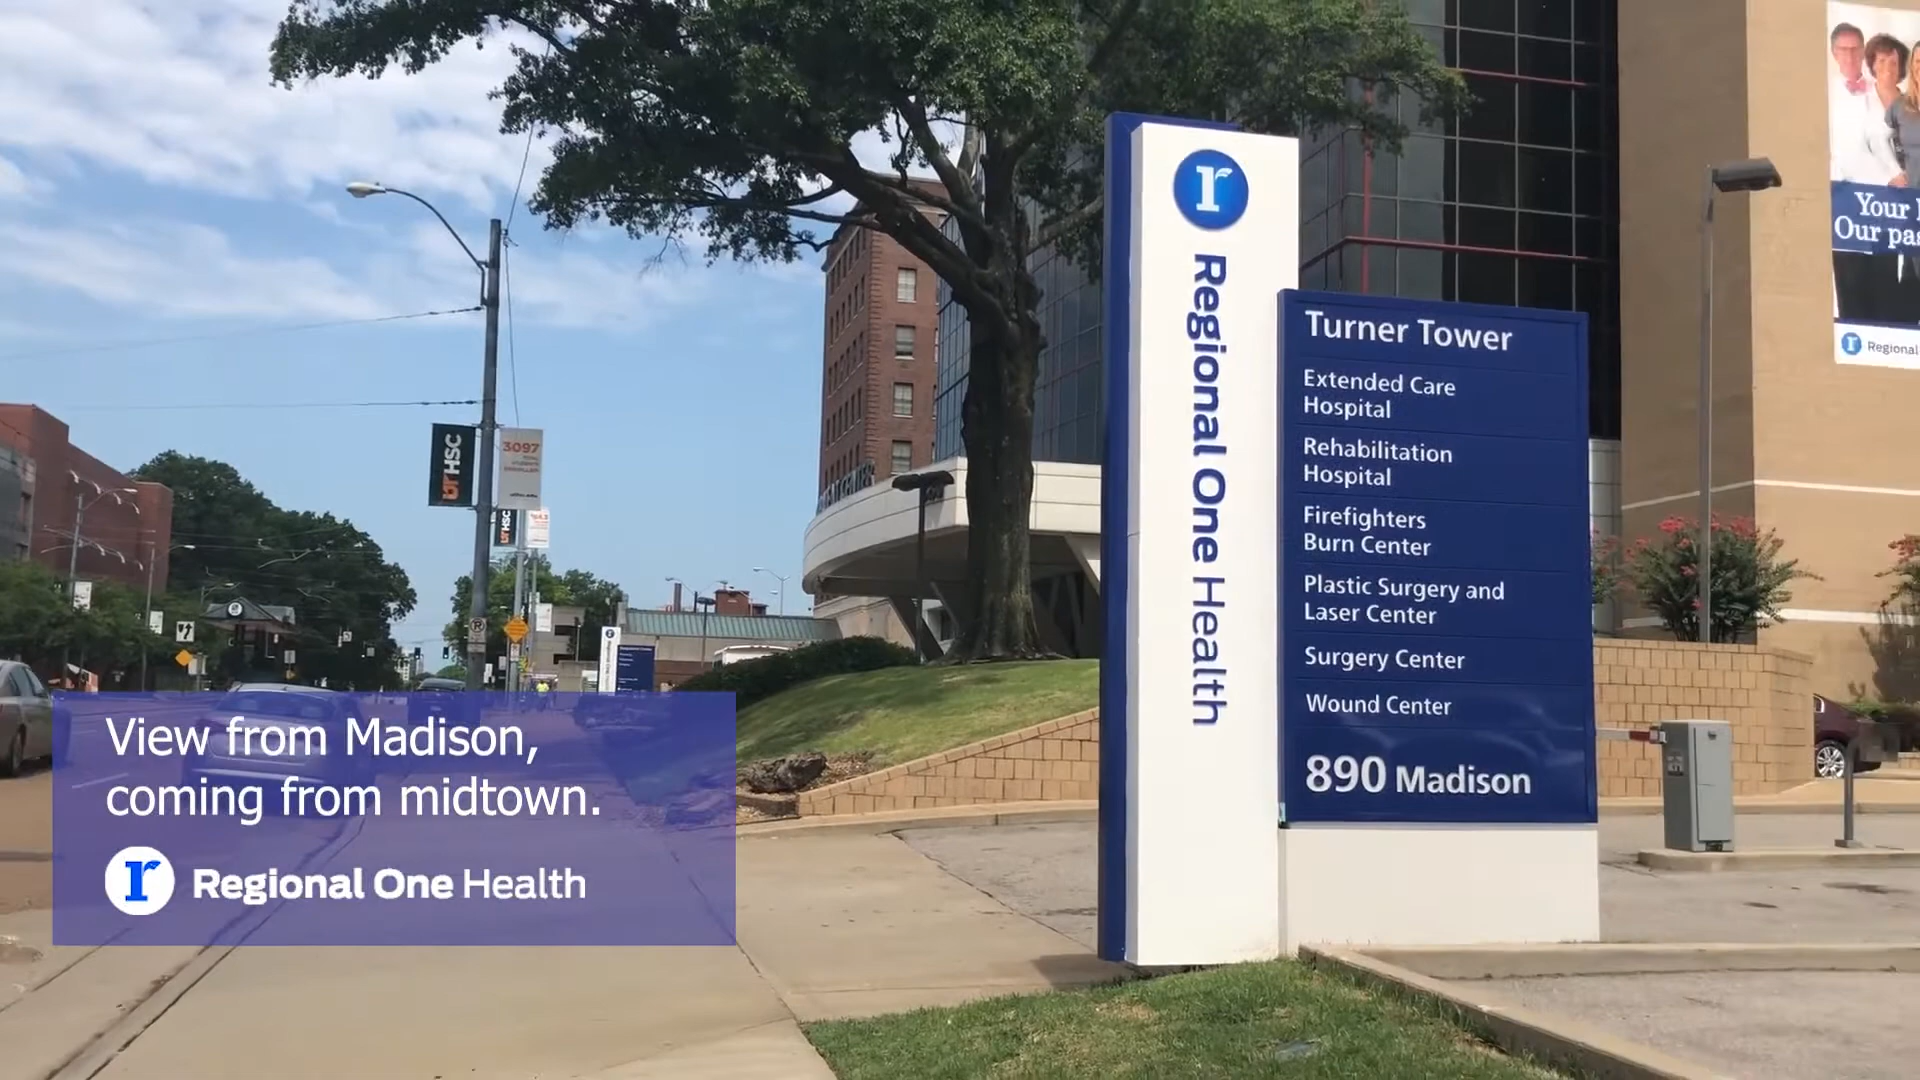 Regional One Health
Turner Tower
Extended Care
Hospital
Rehabilitation
Hospital
Firefighters
Burn Center
Plastic Surgery and
Laser Center
Surgery Center
Wound Center
890 Madison
Your
Our
Regional
UTHSC
3097
UTHSC
View from Madison,
coming from midtown.
Regional One Health